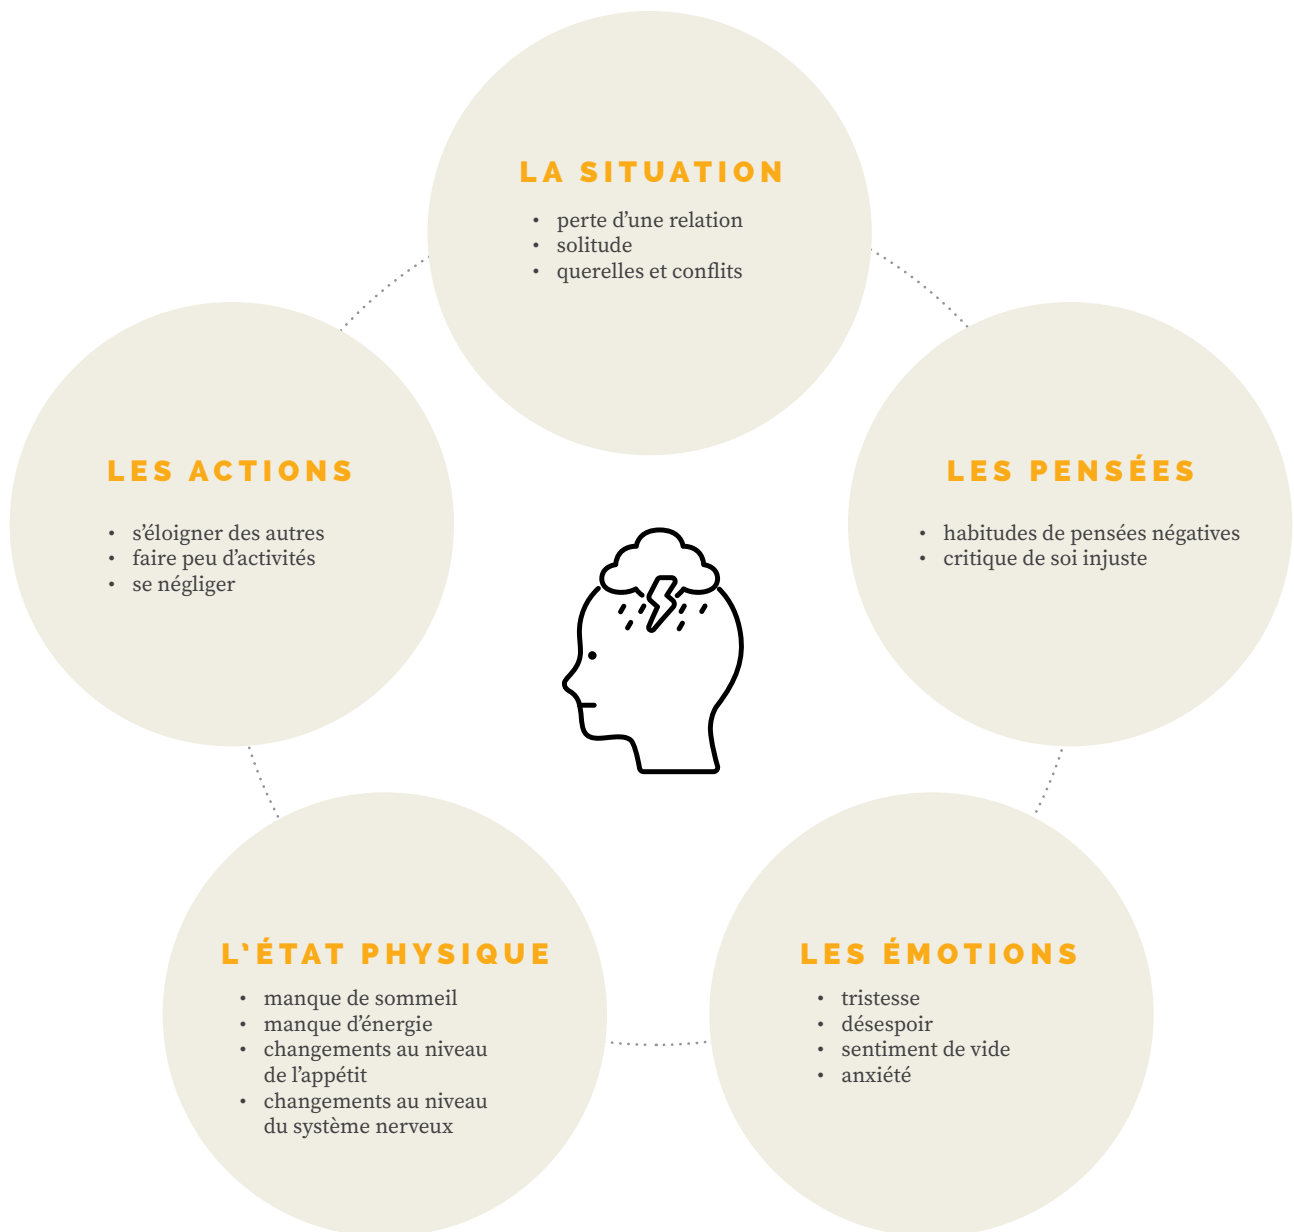 LA SITUATION
• perte d’une relation
• solitude
• querelles et conflits
LES ACTIONS
• s’éloigner des autres
• faire peu d’activités
• se négliger
LES PENSÉES
• habitudes de pensées négatives
• critique de soi injuste
L‘ÉTAT PHYSIQUE
• manque de sommeil
• manque d’énergie
• changements au niveau
de l’appétit
• changements au niveau
du système nerveux
LES ÉMOTIONS
• tristesse
• désespoir
• sentiment de vide
• anxiété